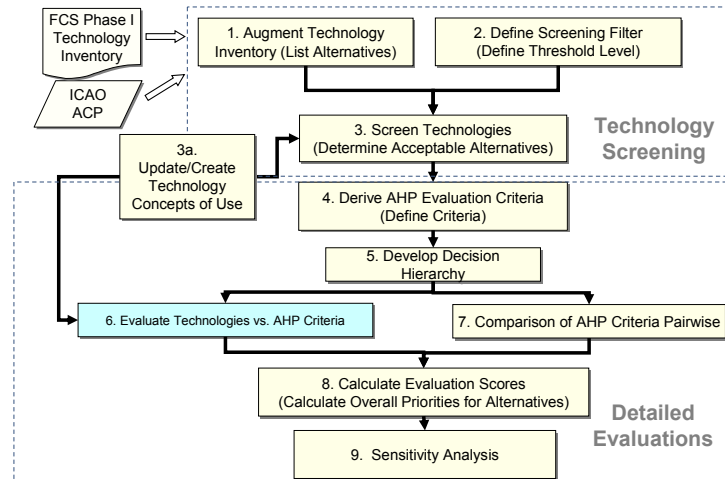 FCS Phase I
Technology
Inventory
1. Augment Technology
Inventory (List Alternatives)
2. Define Screening Filter
(Define Threshold Level)
ICAO
ACP
3. Screen Technologies
(Determine Acceptable Alternatives)
Technology
Screening
3a.
Update/Create
Technology
Concepts of Use
4. Derive AHP Evaluation Criteria
(Define Criteria)
5. Develop Decision
Hierarchy
6. Evaluate Technologies vs. AHP Criteria
7. Comparison of AHP Criteria Pairwise
8. Calculate Evaluation Scores
(Calculate Overall Priorities for Alternatives)
Detailed
Evaluations
9. Sensitivity Analysis